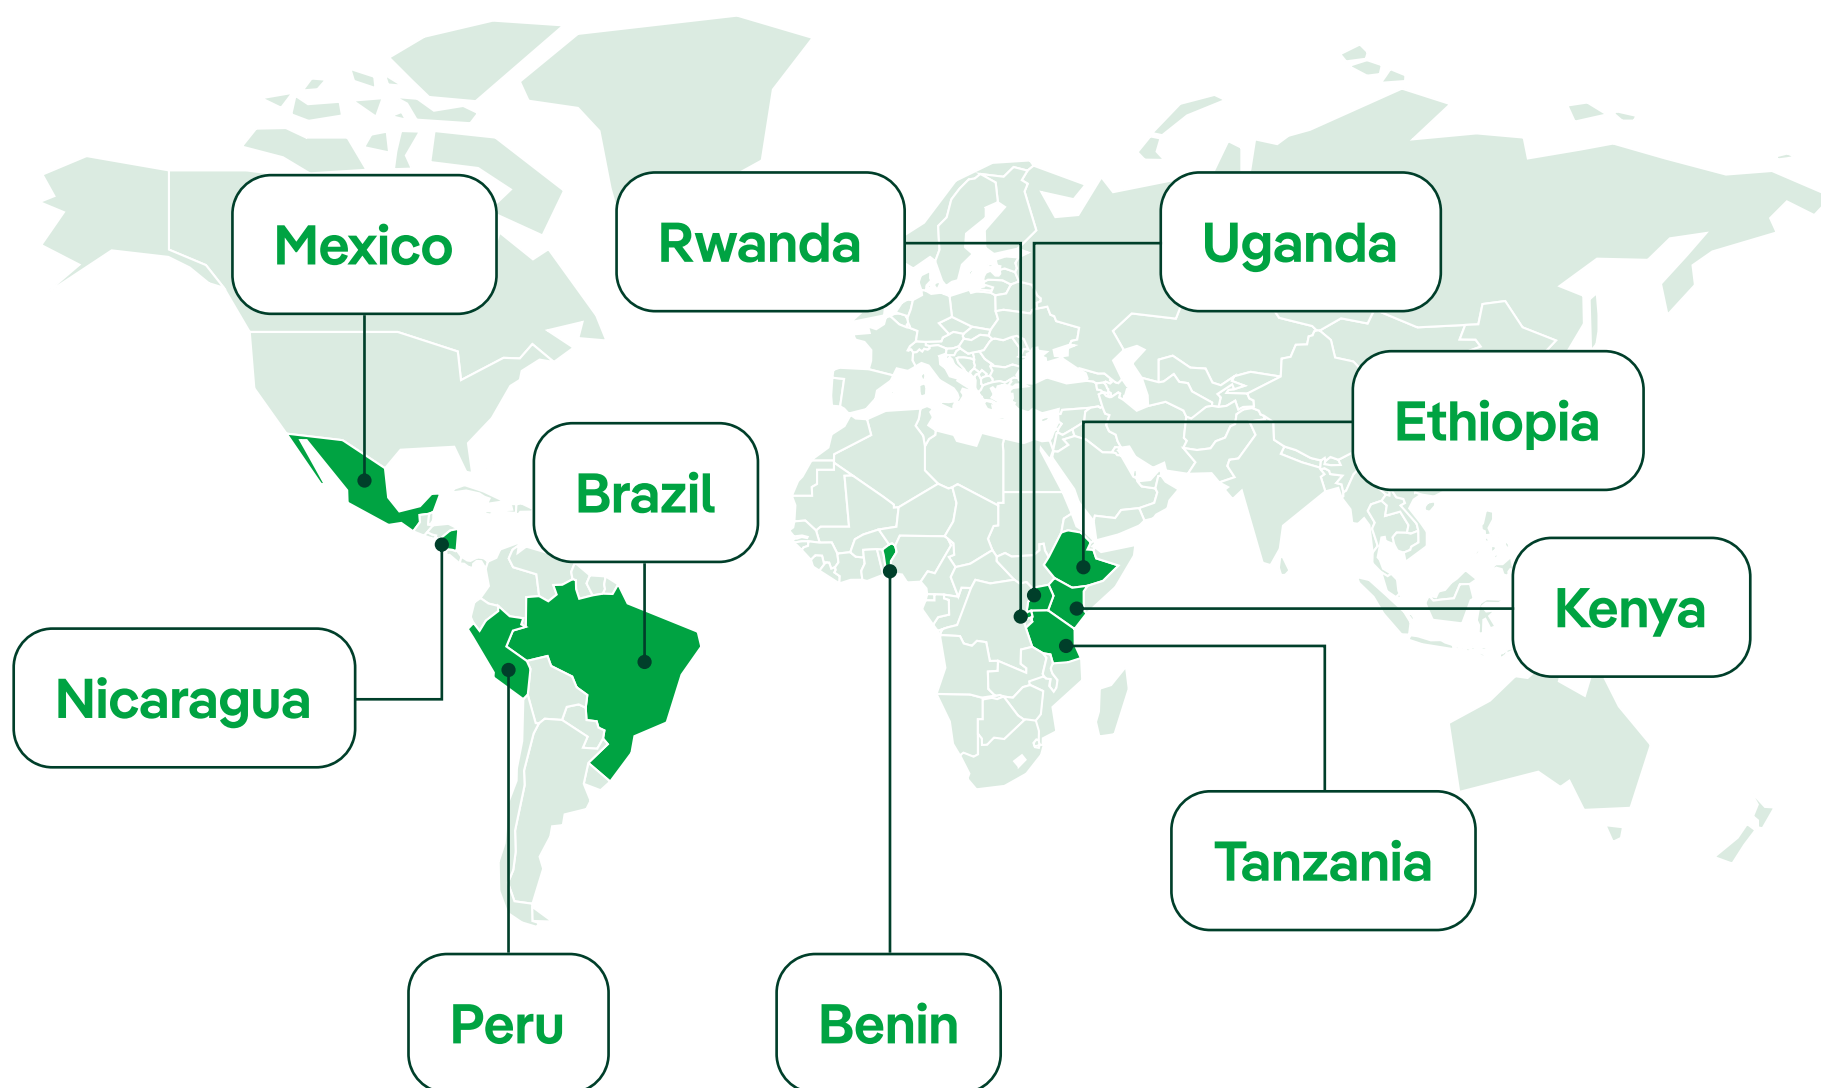 Mexico
Rwanda
Uganda
Ethiopia
Brazil
Kenya
Nicaragua
Tanzania
Peru
Benin